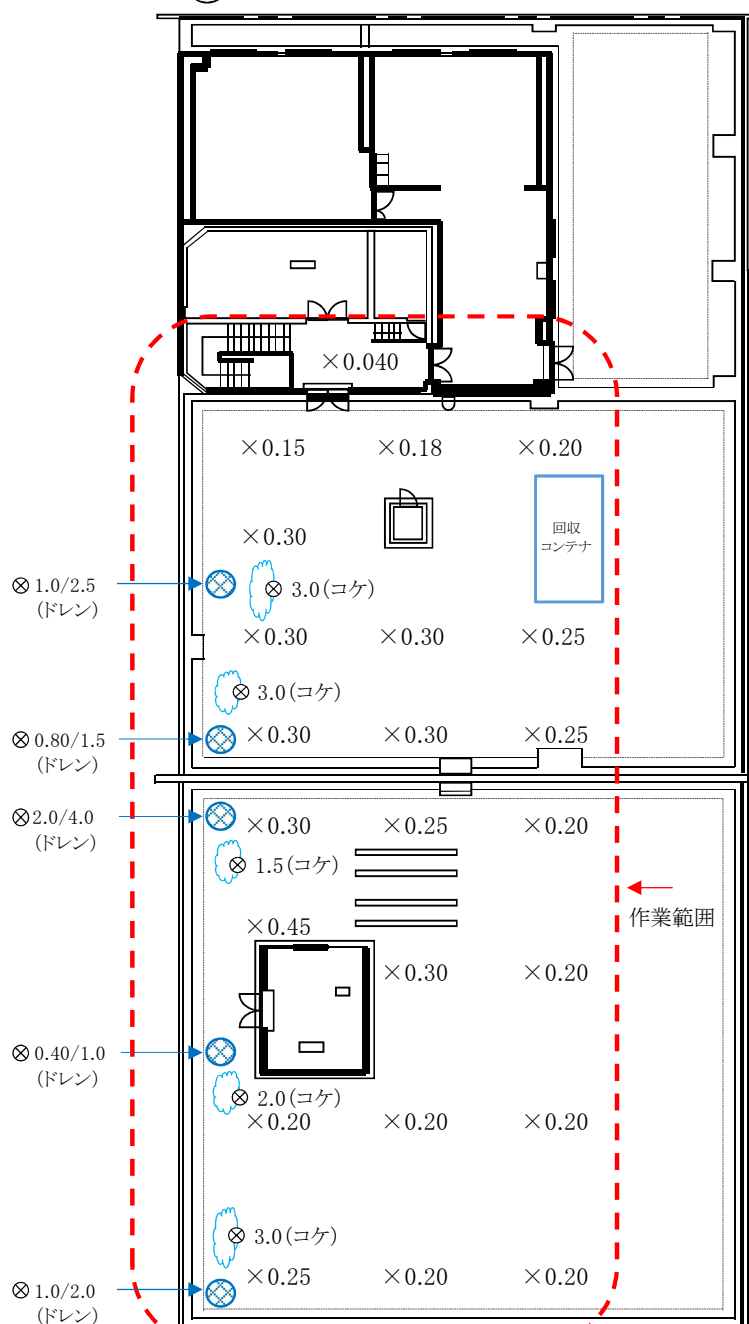 ×0.040
×0.15 ×0.18 ×0.20
回収
コンテナ
×0.30
⊗ 1.0/2.5
(ドレン)
⊗ 3.0(コケ)
×0.30 ×0.30 ×0.25
⊗ 3.0(コケ)
⊗ 0.80/1.5
(ドレン)
×0.30 ×0.30 ×0.25
⊗2.0/4.0
(ドレン)
×0.30 ×0.25 ×0.20
⊗ 1.5(コケ)
作業範囲
×0.45
×0.30 ×0.20
⊗ 0.40/1.0
(ドレン)
⊗ 2.0(コケ)
×0.20 ×0.20 ×0.20
⊗ 3.0(コケ)
×0.25 ×0.20 ×0.20
⊗ 1.0/2.0
(ドレン)